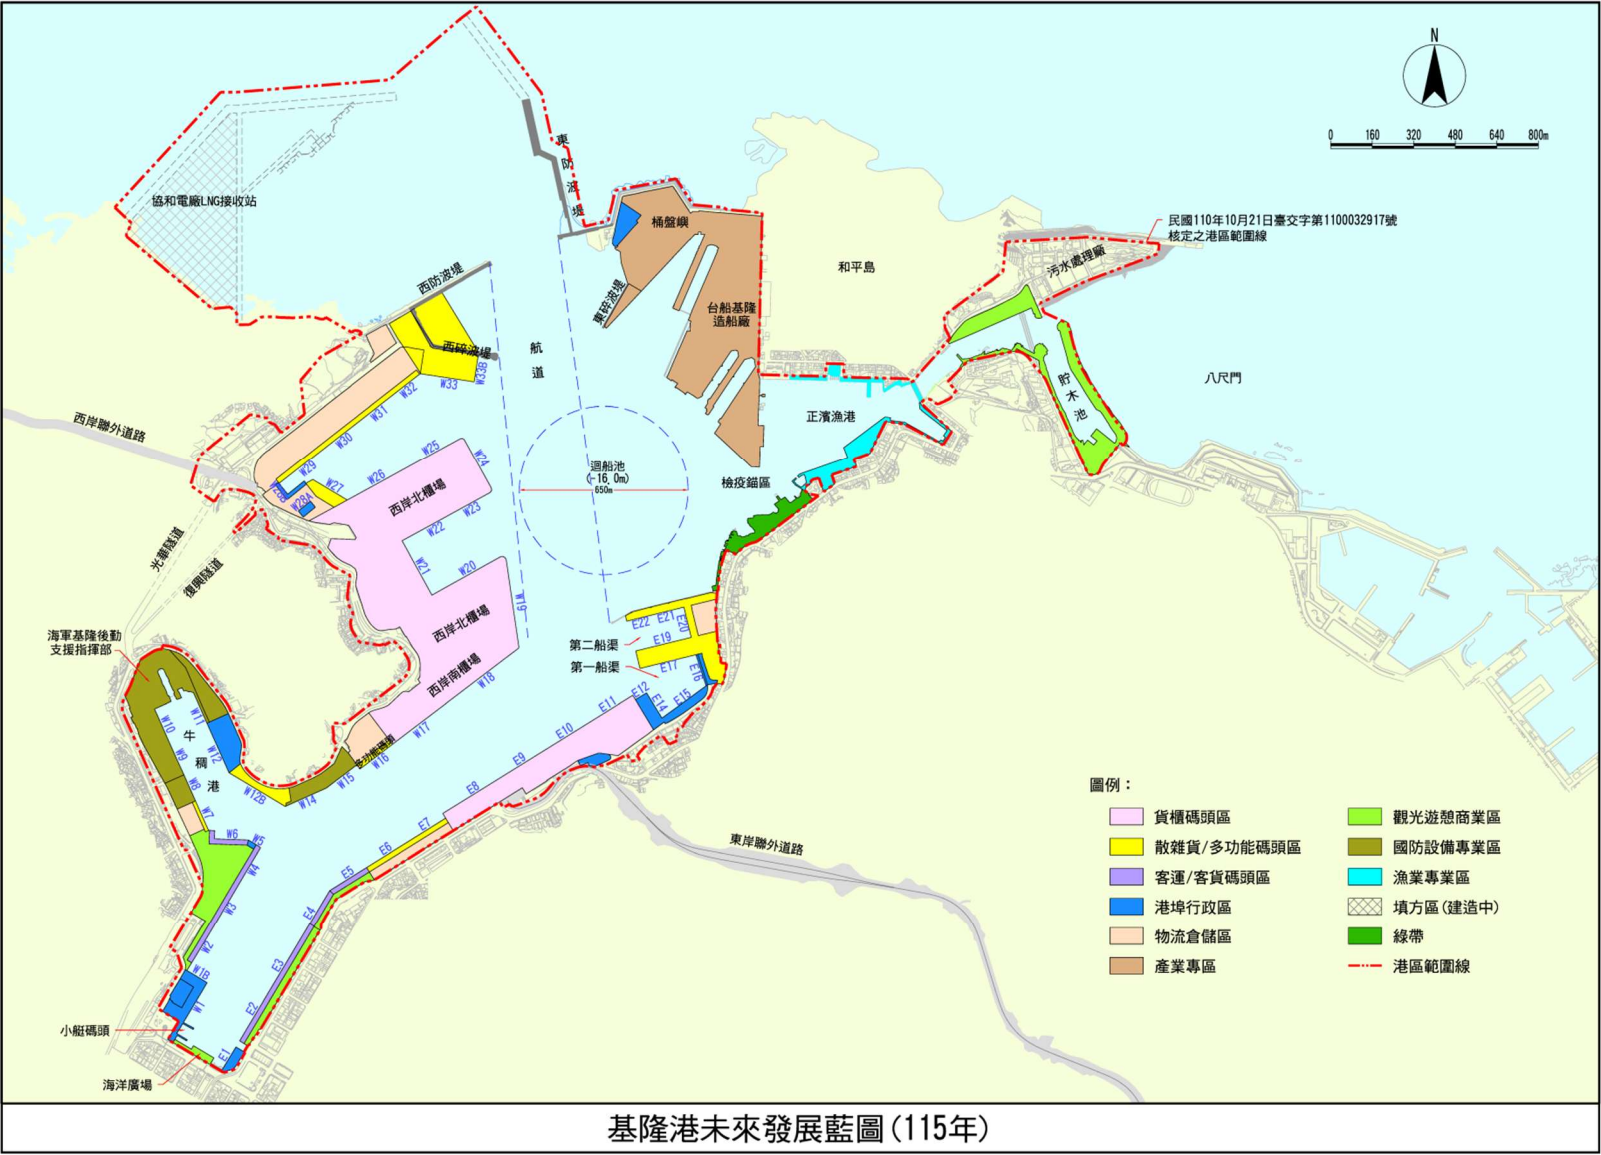 N
0 160 320 480 640 800m
東防波堤
協和電廠LNG接收站
桶盤嶼
民國110年10月21日臺交字第1100032917號
核定之港區範圍線
污水處理廠
和平島
西防波堤
東碎波堤
台船基隆
造船廠
西碎波堤
航道
W33
W33B
W32
W31
W30
W29
W28A
W27
W26
W25
W24
W23
W22
W21
W20
W19
貯木池
八尺門
正濱漁港
西岸聯外道路
迴船池
(-16.0m)
650m
檢疫錨區
西岸北櫃場
光華隧道
復興隧道
西岸北櫃場
西岸南櫃場
W18
W17
W16
多功能碼頭
W15
W14
W12B
W12
W11
W10
W9
W8
W7
W6
W5
W4
W3
W2
W1B
W1
海軍基隆後勤
支援指揮部
牛稠港
第二船渠
第一船渠
E22
E21
E20
E19
E17
E16
E15
E14
E12
E11
E10
E9
E8
E7
E6
E5
E4
E3
E2
E1
東岸聯外道路
小艇碼頭
海洋廣場
圖例：
貨櫃碼頭區
散雜貨/多功能碼頭區
客運/客貨碼頭區
港埠行政區
物流倉儲區
產業專區
觀光遊憩商業區
國防設備專業區
漁業專業區
填方區(建造中)
綠帶
港區範圍線
基隆港未來發展藍圖(115年)